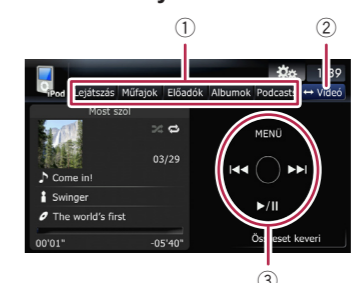 ① ②
iPod Lejátszás Műfajok Előadók Albumok Podcasts ↔ Videó
Most szól
03/29
Come in!
Swinger
The world's first
00'01" -05'40"
MENÜ
keveri
③